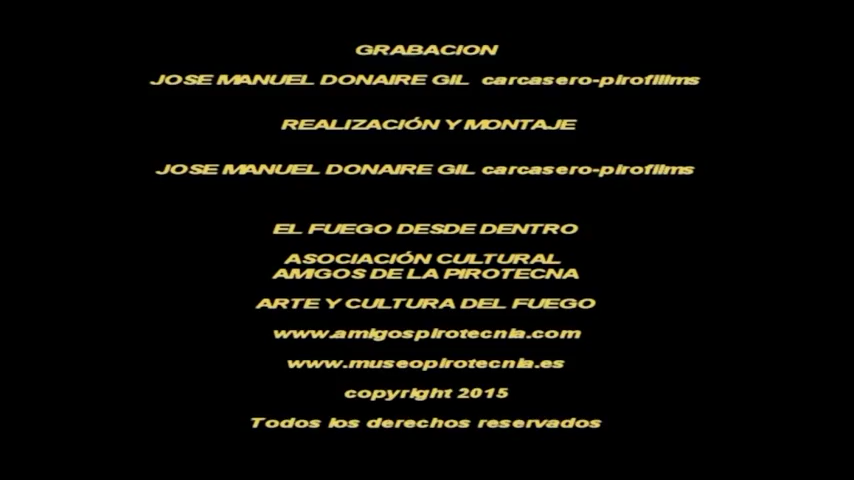 GRABACION
JOSE MANUEL DONAIRE GIL carcasero-pirofillms
REALIZACIÓN Y MONTAJE
JOSE MANUEL DONAIRE GIL carcasero-pirofilms
EL FUEGO DESDE DENTRO
ASOCIACIÓN CULTURAL
AMIGOS DE LA PIROTECNA
ARTE Y CULTURA DEL FUEGO
www.amigospirotecnia.com
www.museopirotecnia.es
copyright 2015
Todos los derechos reservados